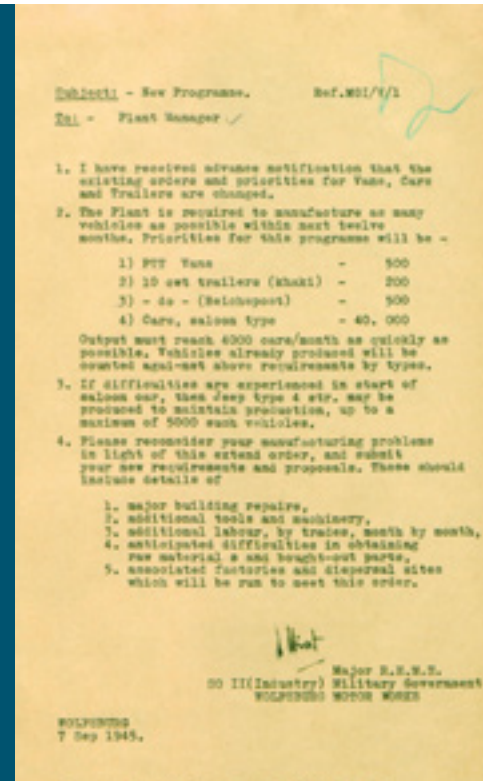 Subject: - New Programme. Ref.MOI/V/1
To: - Plant Manager
1. I have received advance notification that the
existing orders and priorities for Vans, Cars
and Trailers are changed.
2. The Plant is required to manufacture as many
vehicles as possible within next twelve
months. Priorities for this programme will be -
1) PTT Vans - 500
2) 10 cwt trailers (khaki) - 200
3) - do - (Reichspost) - 500
4) Cars, saloon type - 40. 000
Output must reach 4000 cars/month as quickly as
possible. Vehicles already produced will be
counted agai-nst above requirements by types.
3. If difficulties are experienced in start of
saloon car, then Jeep type 4 str. may be
produced to maintain production, up to a
maximum of 5000 such vehicles.
4. Please reconsider your manufacturing problems
in light of this extend order, and submit
your new requirements and proposals. These should
include details of
1. major building repairs,
2. additional tools and machinery,
3. additional labour, by trades, month by month,
4. anticipated difficulties in obtaining
raw material s and bought-out parts,
5. associated factories and dispersal sites
which will be run to meet this order.
Major R.E.M.E.
SO II(Industry) Military Government
WOLFSBURG MOTOR WORKS
WOLFSBURG
7 Sep 1945.